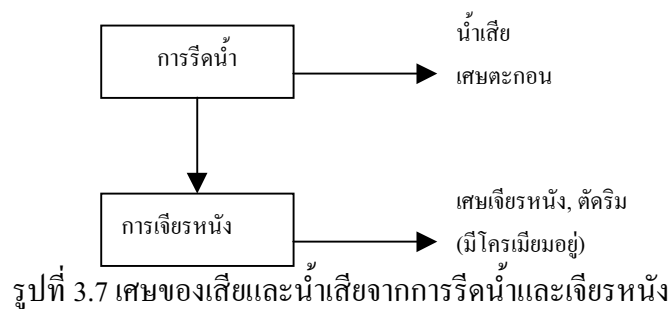 การรีดน้ำ
น้ำเสีย
เศษตะกอน
การเจียรหนัง
เศษเจียรหนัง, ตัดริม
(มีโครเมียมอยู่)
รูปที่ 3.7 เศษของเสียและน้ำเสียจากการรีดน้ำและเจียรหนัง